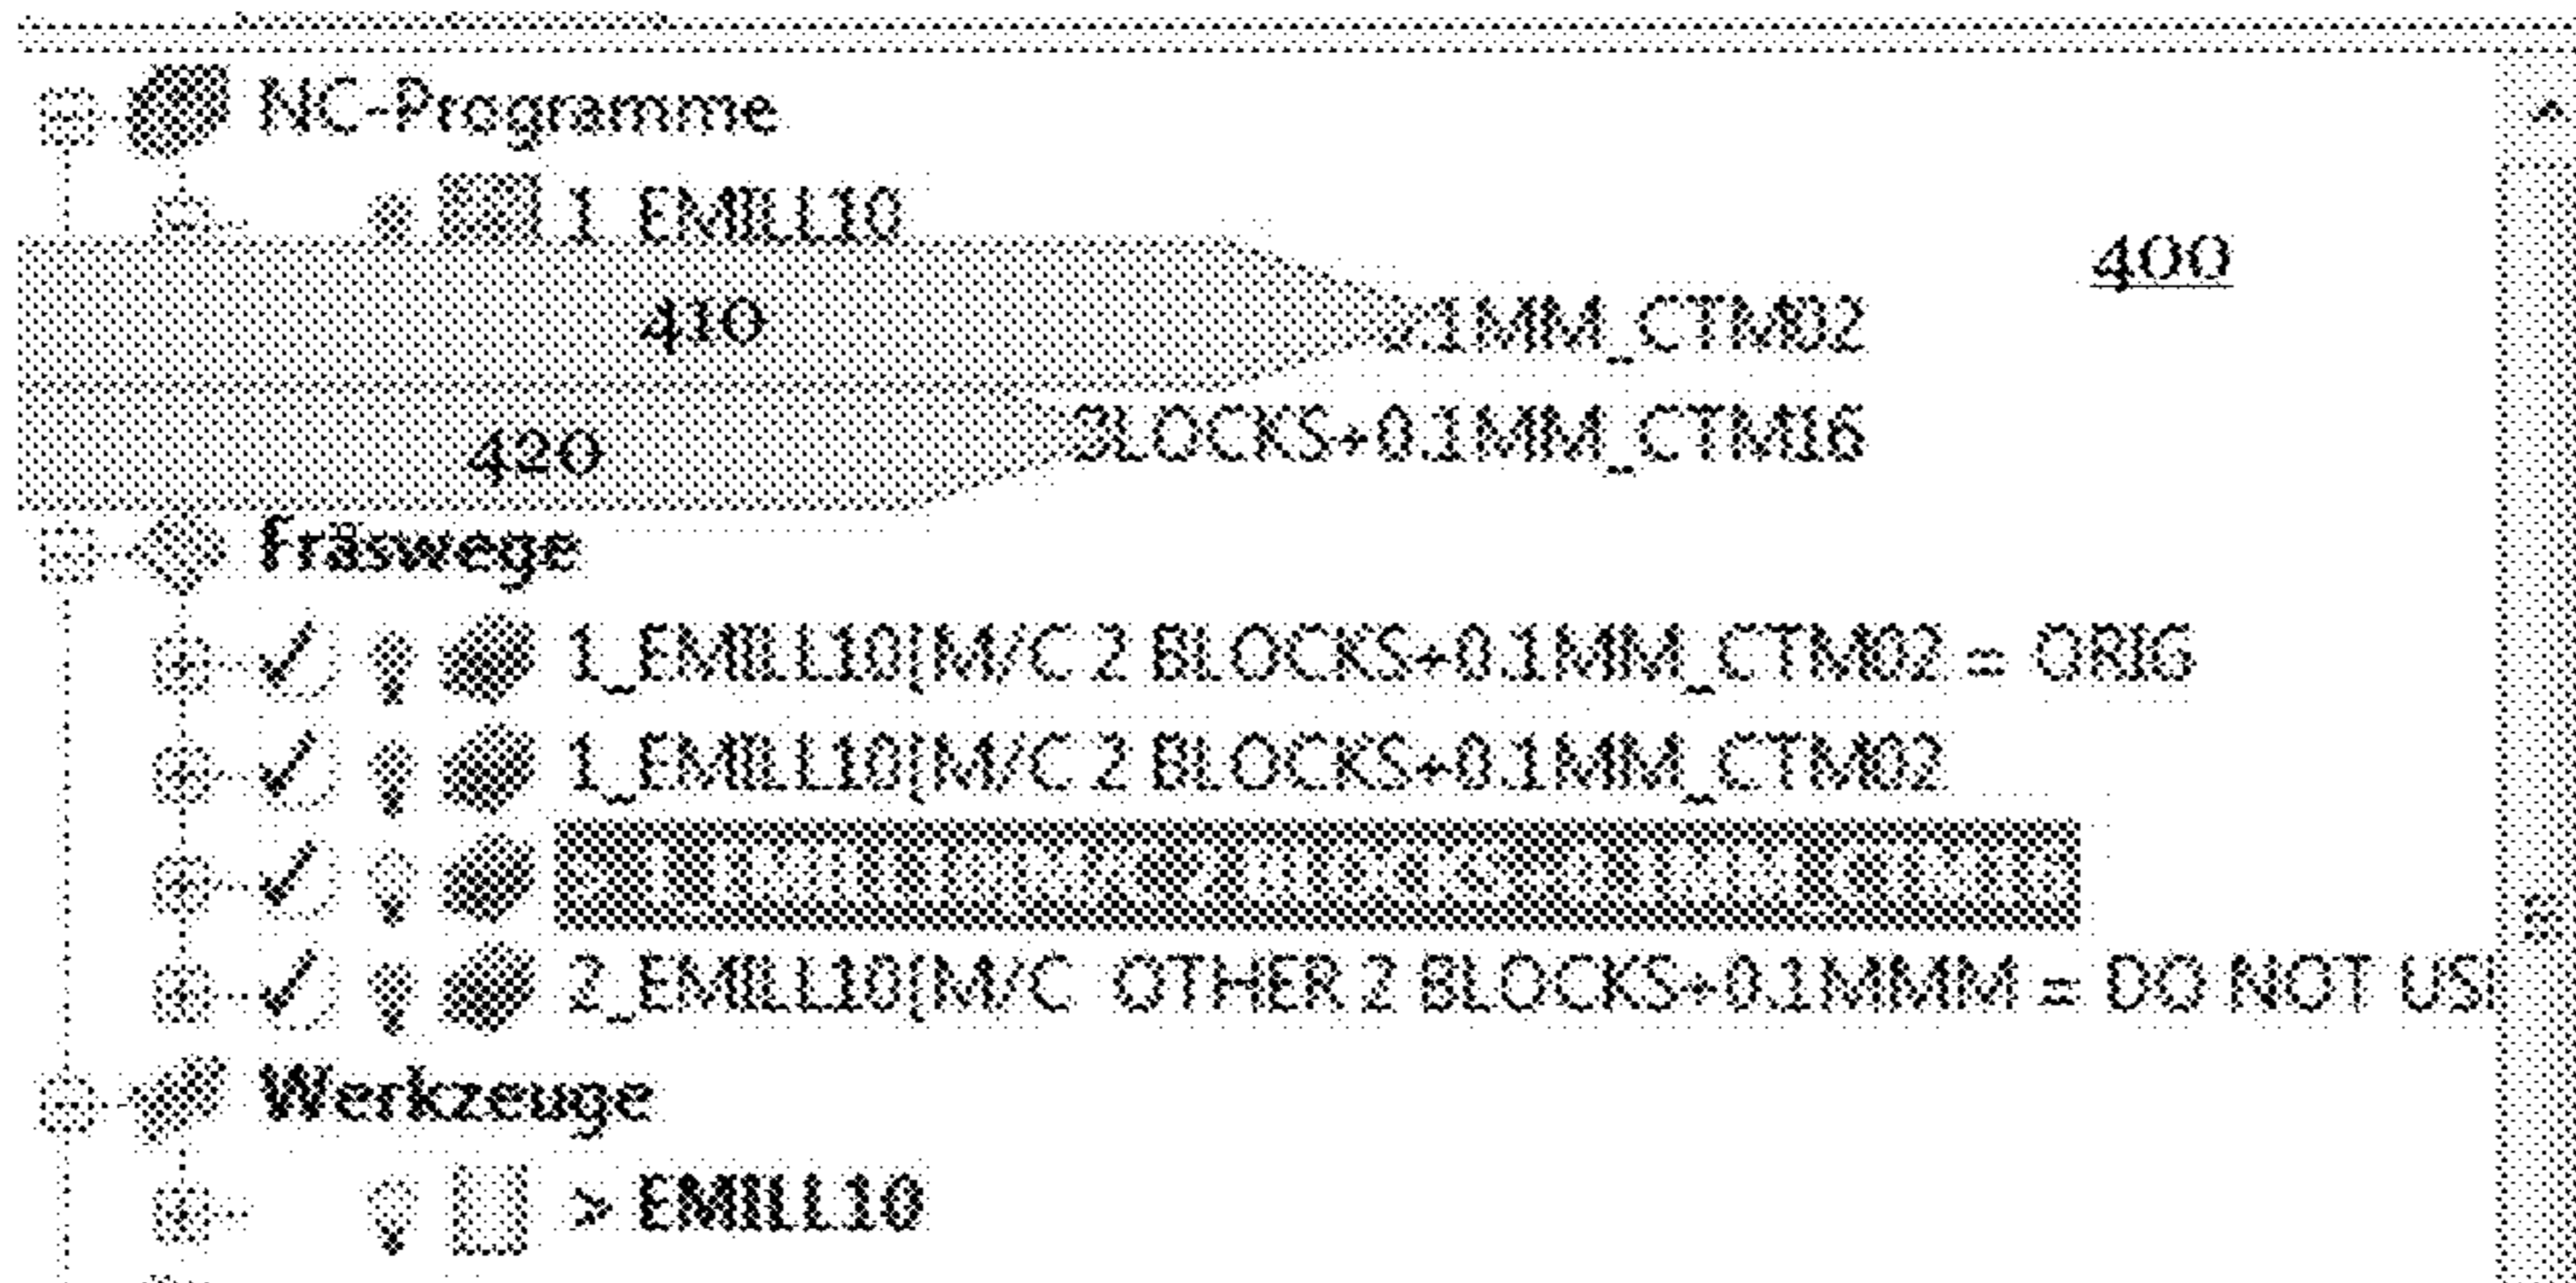 NC-Programme
1_EMILL10
400
410 .1MM_CTM02
420 BLOCKS+0.1MM_CTM16
Fräswege
1_EMILL10[M/C 2 BLOCKS+0.1MM_CTM02 = ORIG
1_EMILL10[M/C 2 BLOCKS+0.1MM_CTM02
2_EMILL10[M/C OTHER 2 BLOCKS+0.1MMM = DO NOT US
Werkzeuge
> EMILL10